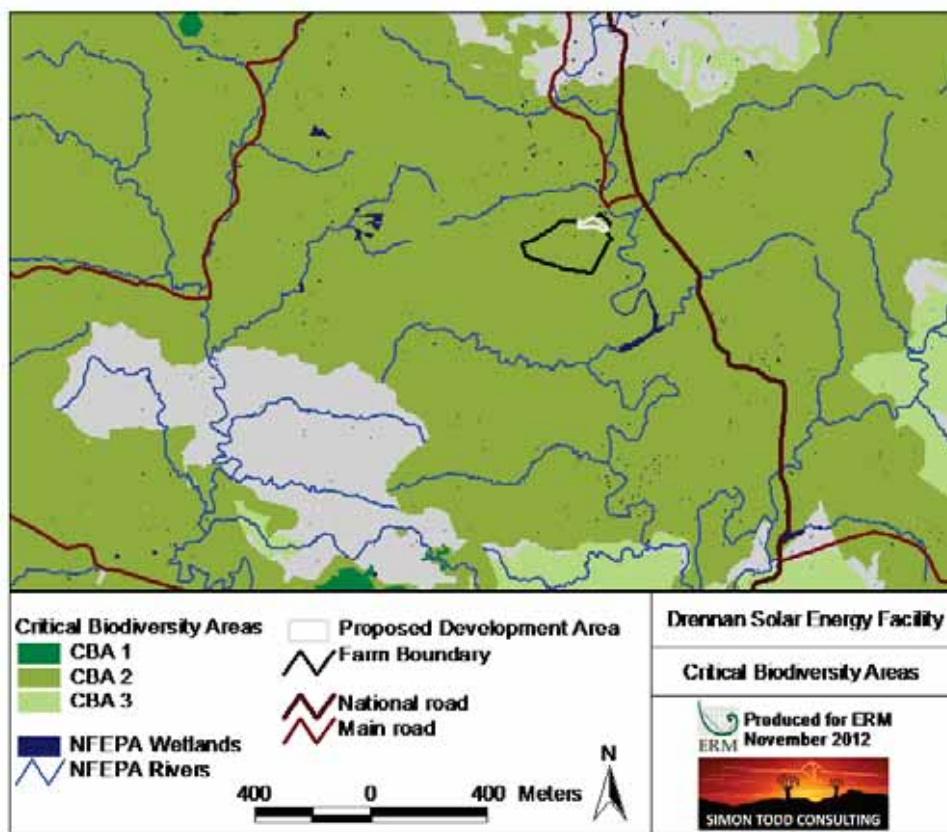 Critical Biodiversity Areas
CBA 1
CBA 2
CBA 3
NFEPA Wetlands
NFEPA Rivers
Proposed Development Area
Farm Boundary
National road
Main road
N
400 0 400 Meters
Drennan Solar Energy Facility
Critical Biodiversity Areas
ERM
Produced for ERM
November 2012
SIMON TODD CONSULTING